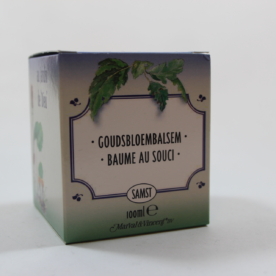 · GOUDSBLOEMBALSEM ·
· BAUME AU SOUCI ·
SAMST
100ml ℮